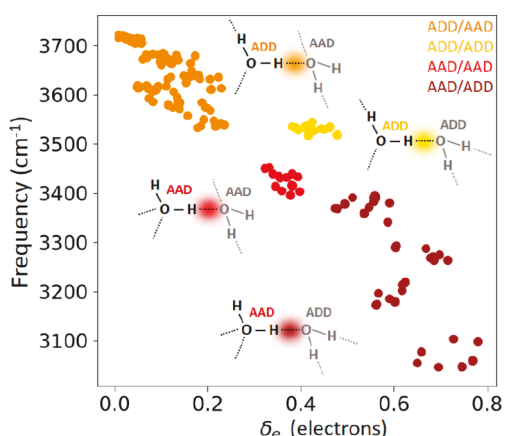 ADD/AAD
ADD/ADD
AAD/AAD
AAD/ADD
3700
3600
3500
3400
3300
3200
3100
Frequency (cm⁻¹)
H
ADD
AAD
O
H
O
H
H
H
ADD
ADD
O
H
O
H
H
H
AAD
AAD
O
H
O
H
H
H
AAD
ADD
O
H
O
H
H
0.0
0.2
0.4
0.6
0.8
δₑ (electrons)